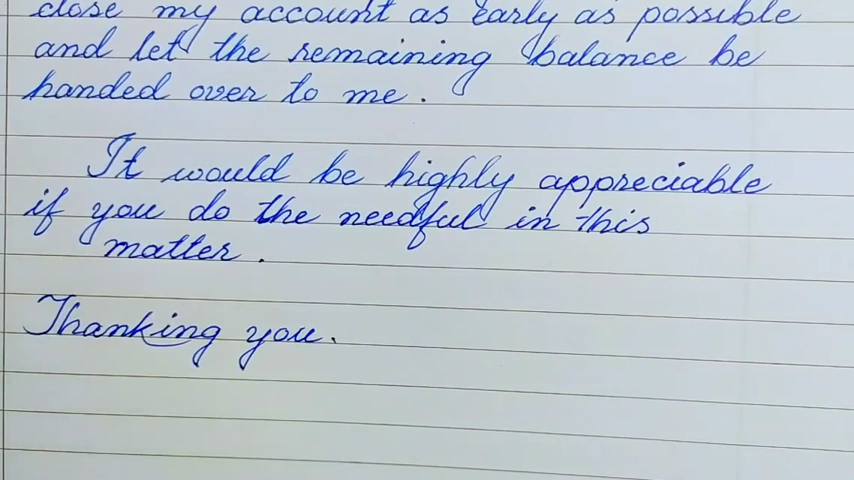 close my account as early as possible
and let the remaining balance be
handed over to me.
It would be highly appreciable
if you do the needful in this
matter.
Thanking you.